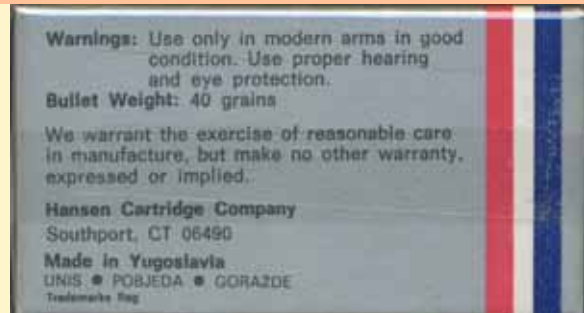 Warnings: Use only in modern arms in good
condition. Use proper hearing
and eye protection.
Bullet Weight: 40 grains
We warrant the exercise of reasonable care
in manufacture, but make no other warranty,
expressed or implied.
Hansen Cartridge Company
Southport, CT 06490
Made in Yugoslavia
UNIS ● POBJEDA ● GORAŽDE
Trademarks Reg